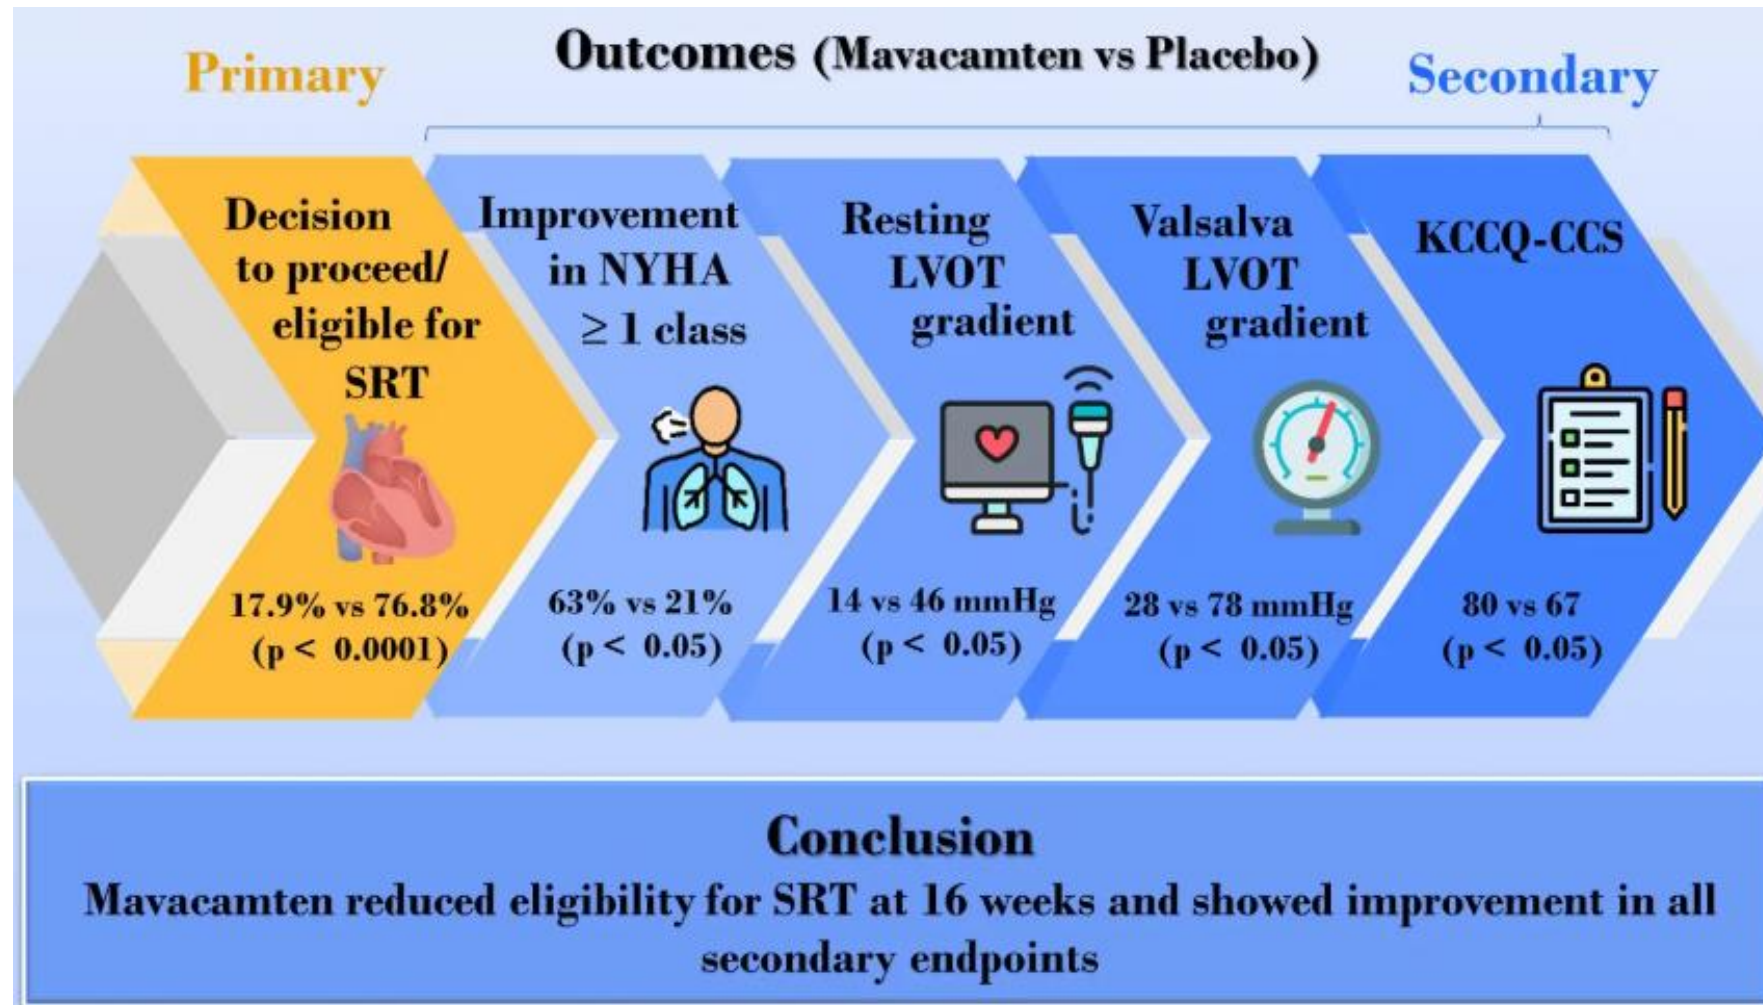 Outcomes (Mavacamten vs Placebo)
Primary
Secondary
Decision
to proceed/
eligible for
SRT
17.9% vs 76.8%
(p < 0.0001)
Improvement
in NYHA
≥ 1 class
63% vs 21%
(p < 0.05)
Resting
LVOT
gradient
14 vs 46 mmHg
(p < 0.05)
Valsalva
LVOT
gradient
28 vs 78 mmHg
(p < 0.05)
KCCQ-CCS
80 vs 67
(p < 0.05)
Conclusion
Mavacamten reduced eligibility for SRT at 16 weeks and showed improvement in all
secondary endpoints